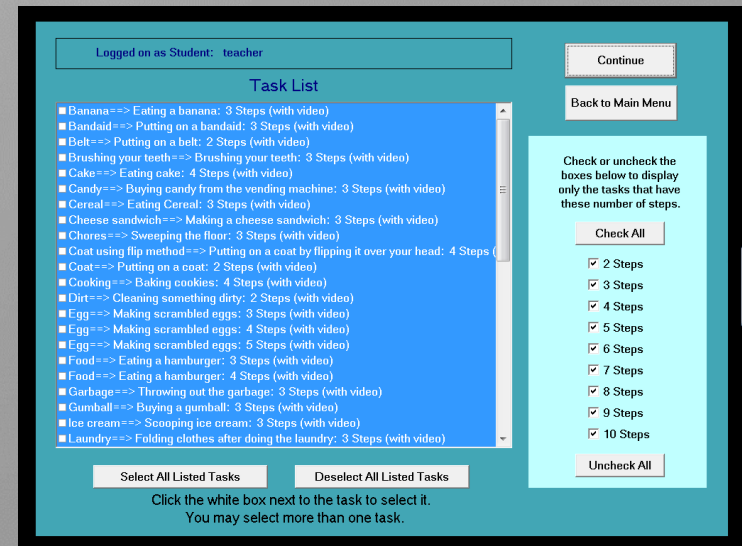 Logged on as Student: teacher
Task List
Banana==> Eating a banana: 3 Steps (with video)
Bandaid==> Putting on a bandaid: 3 Steps (with video)
Belt==> Putting on a belt: 2 Steps (with video)
Brushing your teeth==> Brushing your teeth: 3 Steps (with video)
Cake==> Eating cake: 4 Steps (with video)
Candy==> Buying candy from the vending machine: 3 Steps (with video)
Cereal==> Eating Cereal: 3 Steps (with video)
Cheese sandwich==> Making a cheese sandwich: 3 Steps (with video)
Chores==> Sweeping the floor: 3 Steps (with video)
Coat using flip method==> Putting on a coat by flipping it over your head: 4 Steps (
Coat==> Putting on a coat: 2 Steps (with video)
Cooking==> Baking cookies: 4 Steps (with video)
Dirt==> Cleaning something dirty: 2 Steps (with video)
Egg==> Making scrambled eggs: 3 Steps (with video)
Egg==> Making scrambled eggs: 4 Steps (with video)
Egg==> Making scrambled eggs: 5 Steps (with video)
Food==> Eating a hamburger: 3 Steps (with video)
Food==> Eating a hamburger: 4 Steps (with video)
Garbage==> Throwing out the garbage: 3 Steps (with video)
Gumball==> Buying a gumball: 3 Steps (with video)
Ice cream==> Scooping ice cream: 3 Steps (with video)
Laundry==> Folding clothes after doing the laundry: 3 Steps (with video)
Select All Listed Tasks
Deselect All Listed Tasks
Click the white box next to the task to select it.
You may select more than one task.
Continue
Back to Main Menu
Check or uncheck the
boxes below to display
only the tasks that have
these number of steps.
Check All
2 Steps
3 Steps
4 Steps
5 Steps
6 Steps
7 Steps
8 Steps
9 Steps
10 Steps
Uncheck All